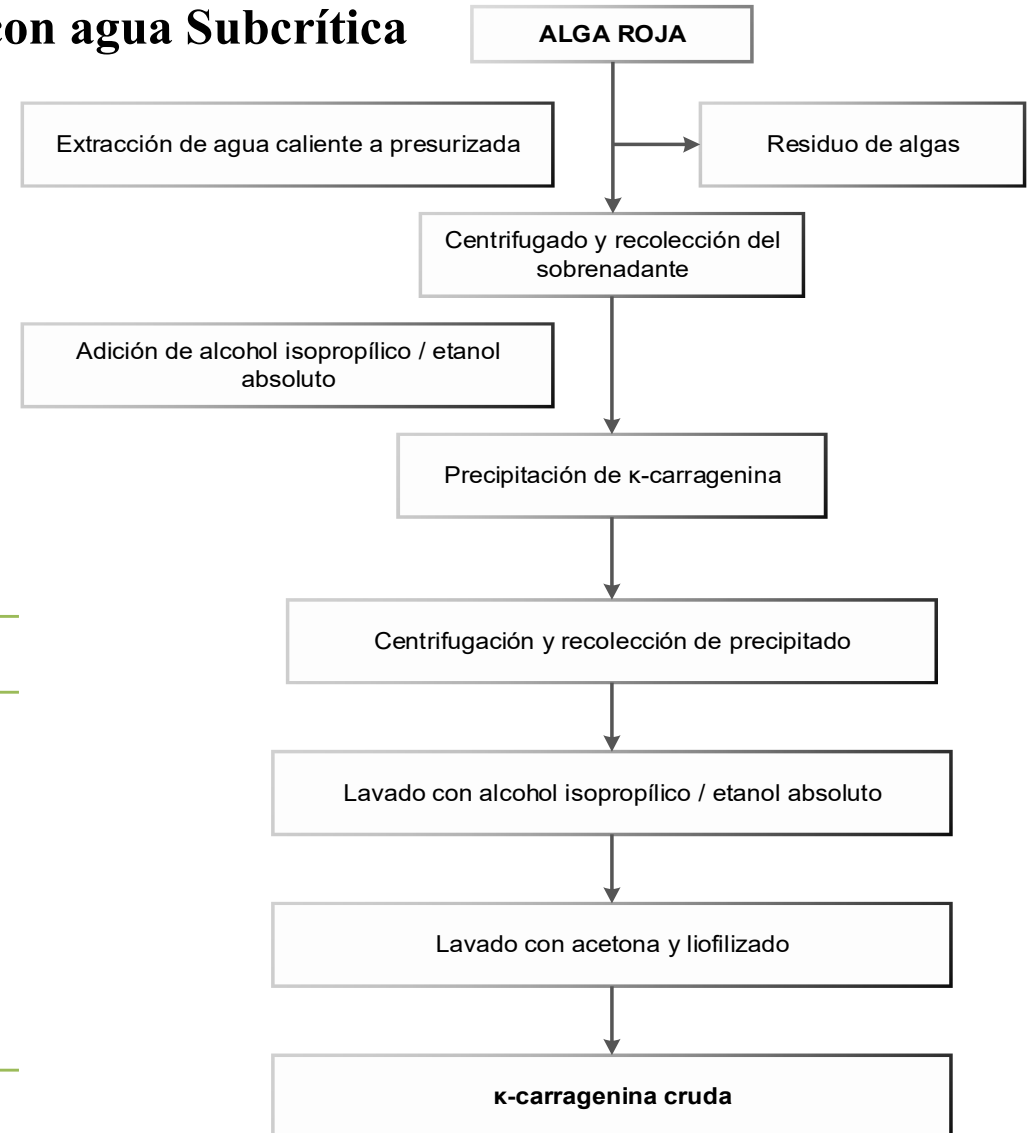 con agua Subcrítica
ALGA ROJA
Extracción de agua caliente a presurizada
Residuo de algas
Centrifugado y recolección del
sobrenadante
Adición de alcohol isopropílico / etanol
absoluto
Precipitación de κ-carragenina
Centrifugación y recolección de precipitado
Lavado con alcohol isopropílico / etanol absoluto
Lavado con acetona y liofilizado
κ-carragenina cruda